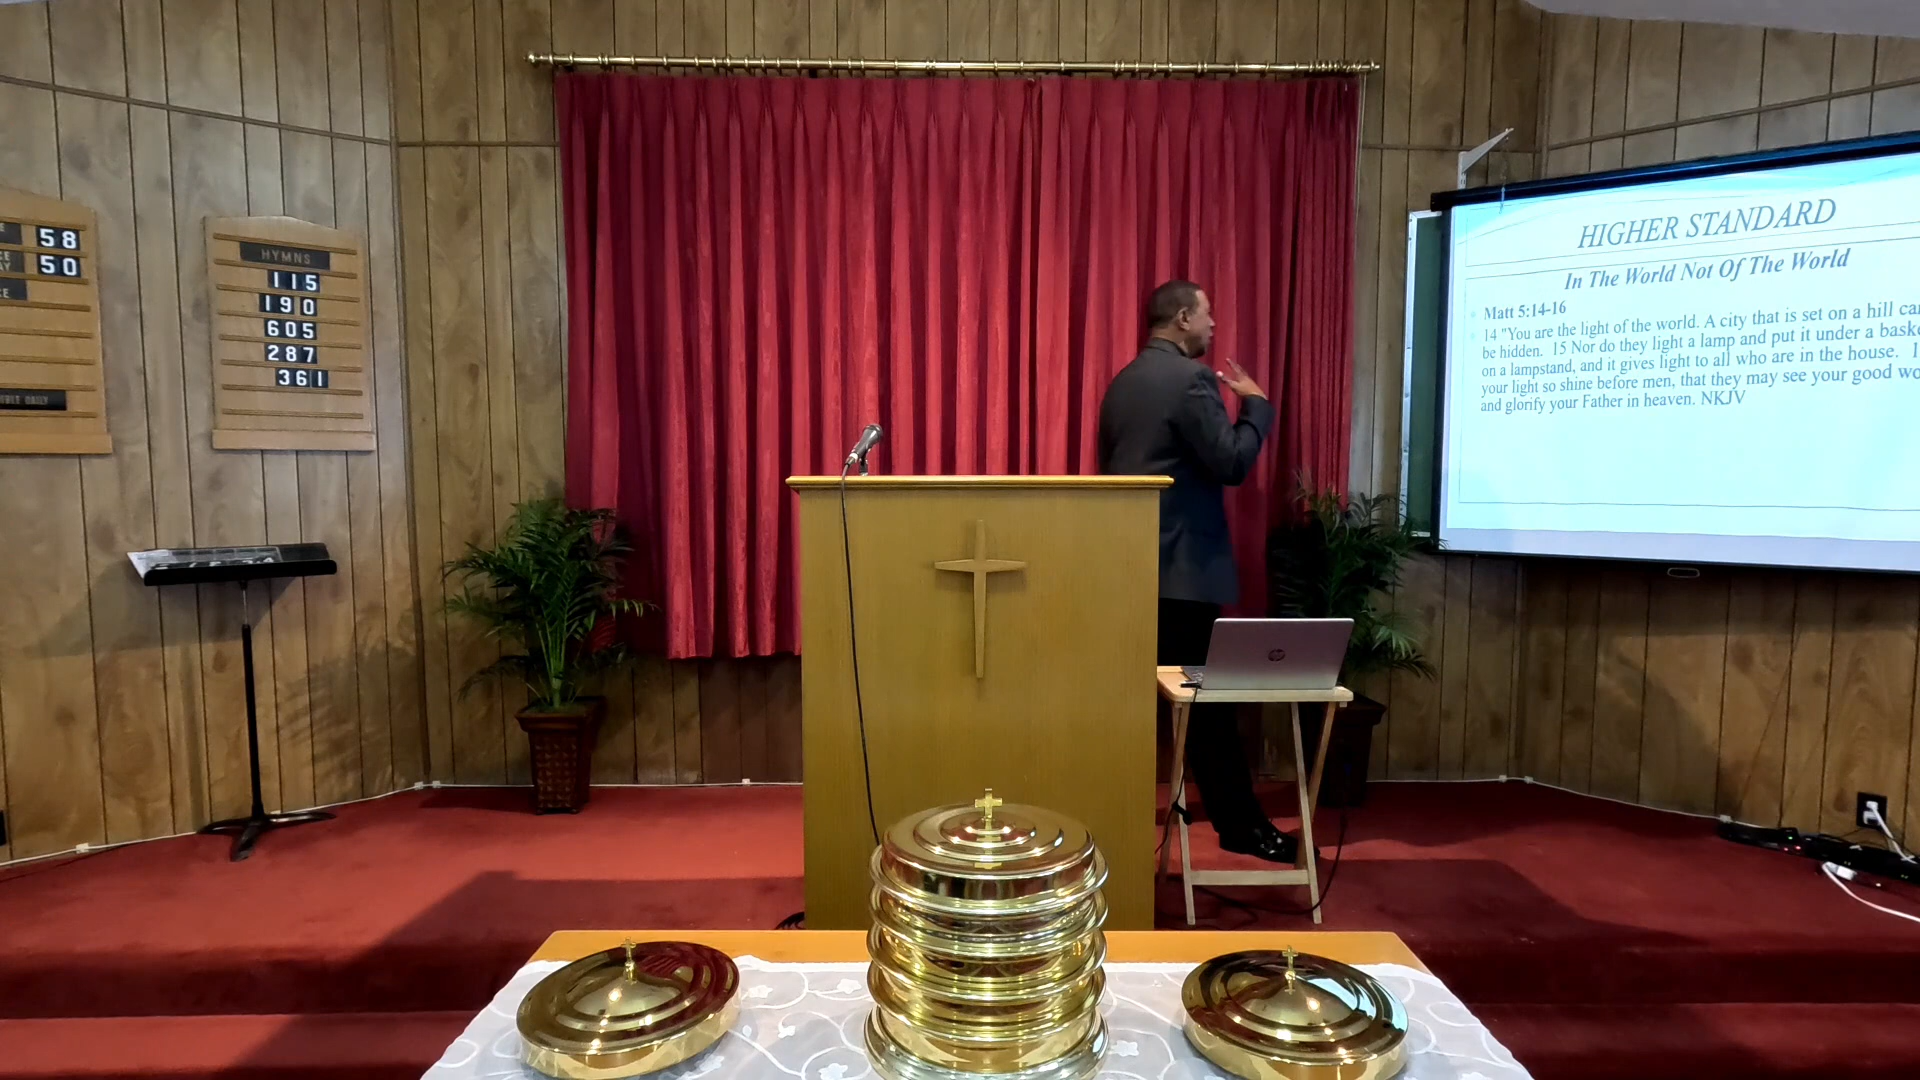 58
50
HYMNS
115
190
605
287
361
DAILY
HIGHER STANDARD
In The World Not Of The World
Matt 5:14-16
14 "You are the light of the world. A city that is set on a hill
be hidden. 15 Nor do they light a lamp and put it under a
on a lampstand, and it gives light to all who are in the house.
your light so shine before men, that they may see your good
and glorify your Father in heaven. NKJV
hp